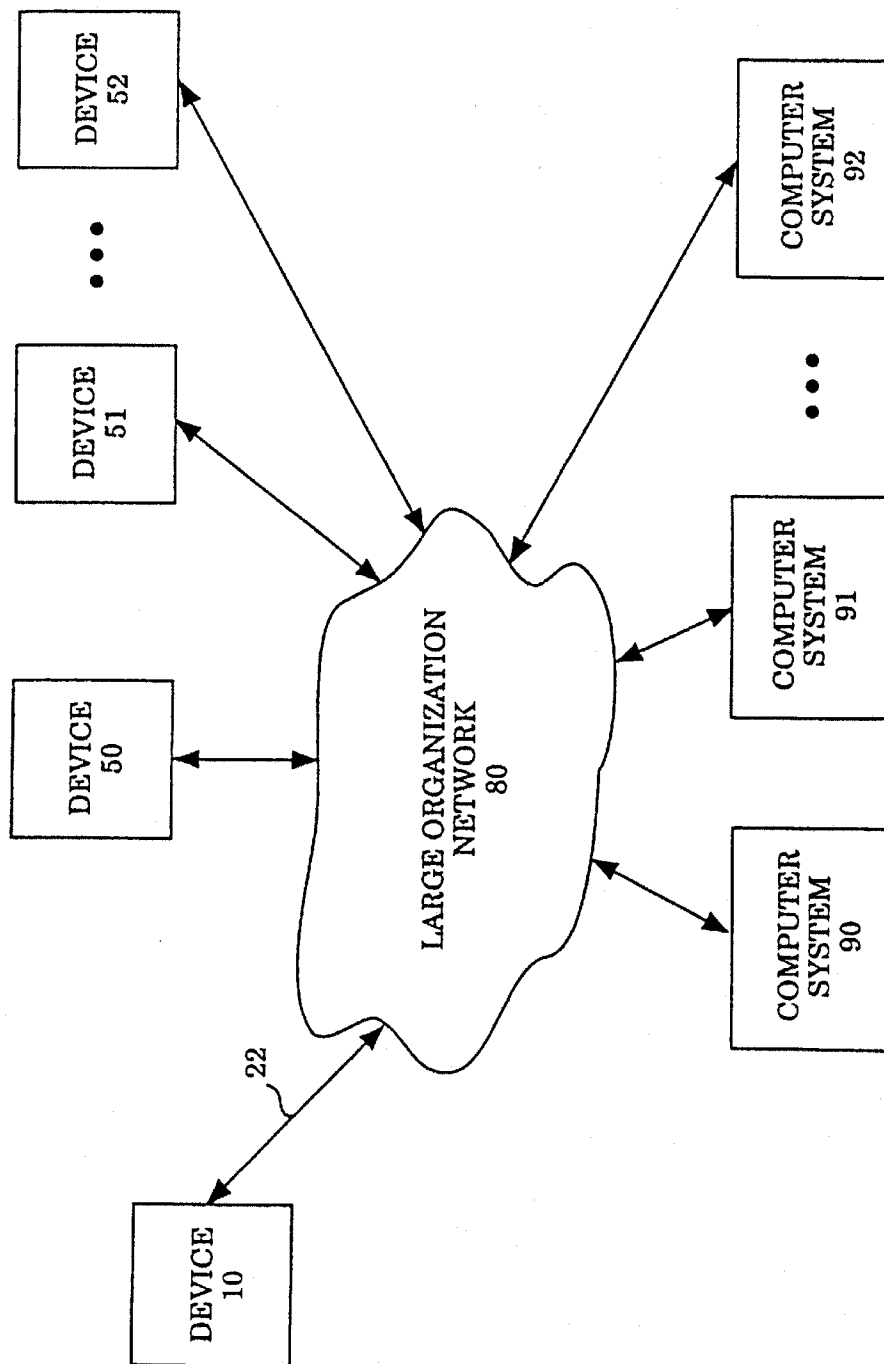 DEVICE
50
DEVICE
51
DEVICE
52
DEVICE
10
22
LARGE ORGANIZATION
NETWORK
80
COMPUTER
SYSTEM
90
COMPUTER
SYSTEM
91
COMPUTER
SYSTEM
92